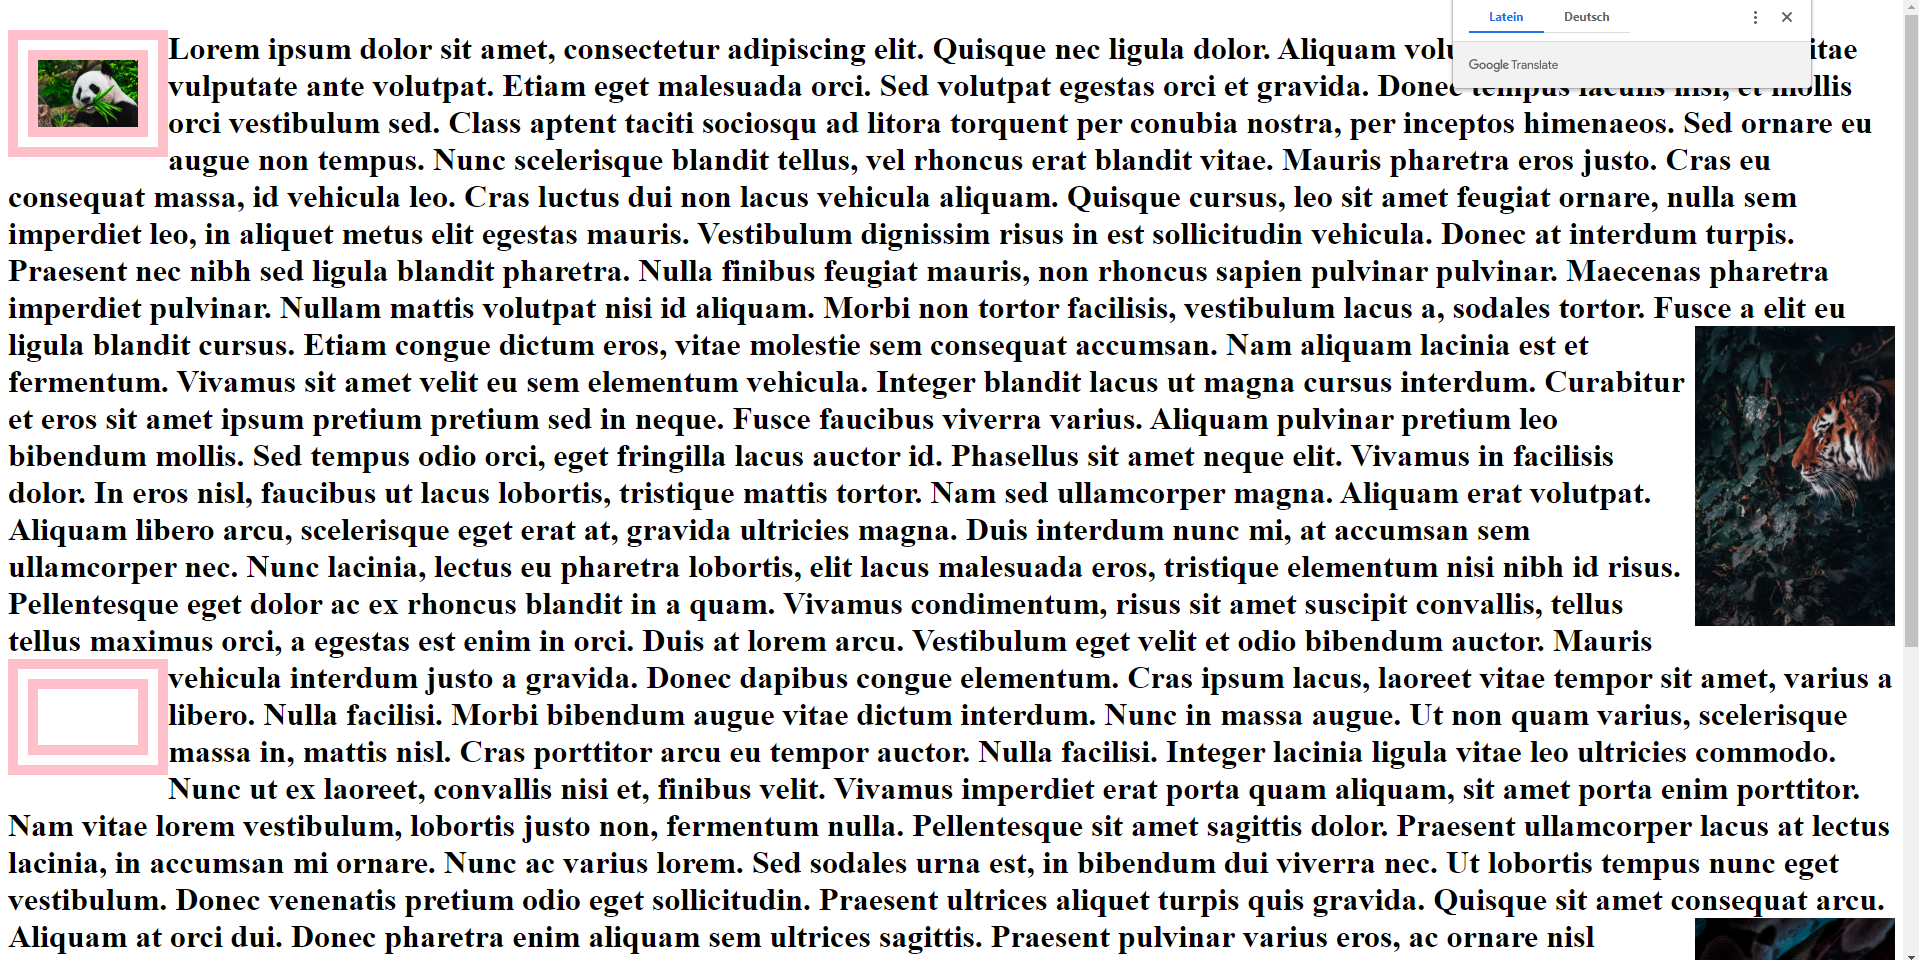 Latein Deutsch
Google Translate
Lorem ipsum dolor sit amet, consectetur adipiscing elit. Quisque nec ligula dolor. Aliquam
vulputate ante volutpat. Etiam eget malesuada orci. Sed volutpat egestas orci et gravida. Donec tempus iaculis nisi, et mollis
orci vestibulum sed. Class aptent taciti sociosqu ad litora torquent per conubia nostra, per inceptos himenaeos. Sed ornare eu
augue non tempus. Nunc scelerisque blandit tellus, vel rhoncus erat blandit vitae. Mauris pharetra eros justo. Cras eu
consequat massa, id vehicula leo. Cras luctus dui non lacus vehicula aliquam. Quisque cursus, leo sit amet feugiat ornare, nulla sem
imperdiet leo, in aliquet metus elit egestas mauris. Vestibulum dignissim risus in est sollicitudin vehicula. Donec at interdum turpis.
Praesent nec nibh sed ligula blandit pharetra. Nulla finibus feugiat mauris, non rhoncus sapien pulvinar pulvinar. Maecenas pharetra
imperdiet pulvinar. Nullam mattis volutpat nisi id aliquam. Morbi non tortor facilisis, vestibulum lacus a, sodales tortor. Fusce a elit eu
ligula blandit cursus. Etiam congue dictum eros, vitae molestie sem consequat accumsan. Nam aliquam lacinia est et
fermentum. Vivamus sit amet velit eu sem elementum vehicula. Integer blandit lacus ut magna cursus interdum. Curabitur
et eros sit amet ipsum pretium pretium sed in neque. Fusce faucibus viverra varius. Aliquam pulvinar pretium leo
bibendum mollis. Sed tempus odio orci, eget fringilla lacus auctor id. Phasellus sit amet neque elit. Vivamus in facilisis
dolor. In eros nisl, faucibus ut lacus lobortis, tristique mattis tortor. Nam sed ullamcorper magna. Aliquam erat volutpat.
Aliquam libero arcu, scelerisque eget erat at, gravida ultricies magna. Duis interdum nunc mi, at accumsan sem
ullamcorper nec. Nunc lacinia, lectus eu pharetra lobortis, elit lacus malesuada eros, tristique elementum nisi nibh id risus.
Pellentesque eget dolor ac ex rhoncus blandit in a quam. Vivamus condimentum, risus sit amet suscipit convallis, tellus
tellus maximus orci, a egestas est enim in orci. Duis at lorem arcu. Vestibulum eget velit et odio bibendum auctor. Mauris
vehicula interdum justo a gravida. Donec dapibus congue elementum. Cras ipsum lacus, laoreet vitae tempor sit amet, varius a
libero. Nulla facilisi. Morbi bibendum augue vitae dictum interdum. Nunc in massa augue. Ut non quam varius, scelerisque
massa in, mattis nisl. Cras porttitor arcu eu tempor auctor. Nulla facilisi. Integer lacinia ligula vitae leo ultricies commodo.
Nunc ut ex laoreet, convallis nisi et, finibus velit. Vivamus imperdiet erat porta quam aliquam, sit amet porta enim porttitor.
Nam vitae lorem vestibulum, lobortis justo non, fermentum nulla. Pellentesque sit amet sagittis dolor. Praesent ullamcorper lacus at lectus
lacinia, in accumsan mi ornare. Nunc ac varius lorem. Sed sodales urna est, in bibendum dui viverra nec. Ut lobortis tempus nunc eget
vestibulum. Donec venenatis pretium odio eget sollicitudin. Praesent ultrices aliquet turpis quis gravida. Quisque sit amet consequat arcu.
Aliquam at orci dui. Donec pharetra enim aliquam sem ultrices sagittis. Praesent pulvinar varius eros, ac ornare nisl